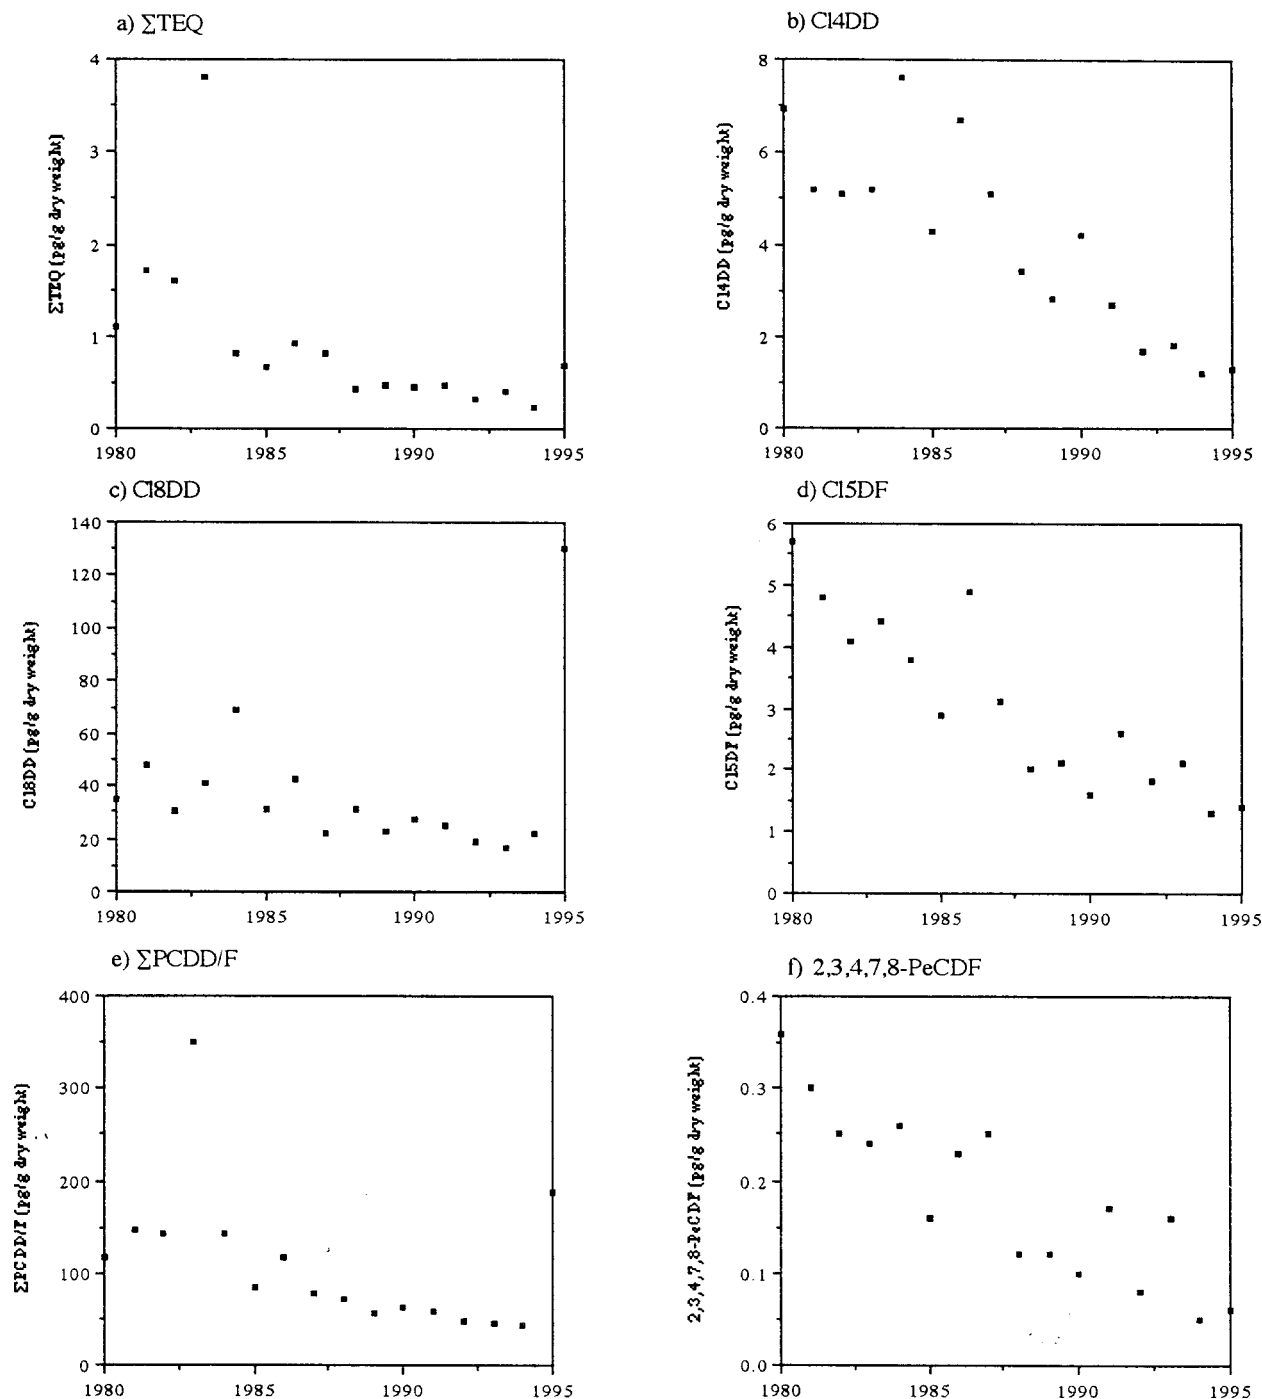 a) ∑TEQ
4
3
2
1
0
∑TEQ (pg/g dry weight)
1980 1985 1990 1995
b) Cl4DD
8
6
4
2
0
Cl4DD (pg/g dry weight)
1980 1985 1990 1995
c) Cl8DD
140
120
100
80
60
40
20
0
Cl8DD (pg/g dry weight)
1980 1985 1990 1995
d) Cl5DF
6
5
4
3
2
1
0
Cl5DF (pg/g dry weight)
1980 1985 1990 1995
e) ∑PCDD/F
400
300
200
100
0
∑PCDD/F (pg/g dry weight)
1980 1985 1990 1995
f) 2,3,4,7,8-PeCDF
0.4
0.3
0.2
0.1
0.0
2,3,4,7,8-PeCDF (pg/g dry weight)
1980 1985 1990 1995